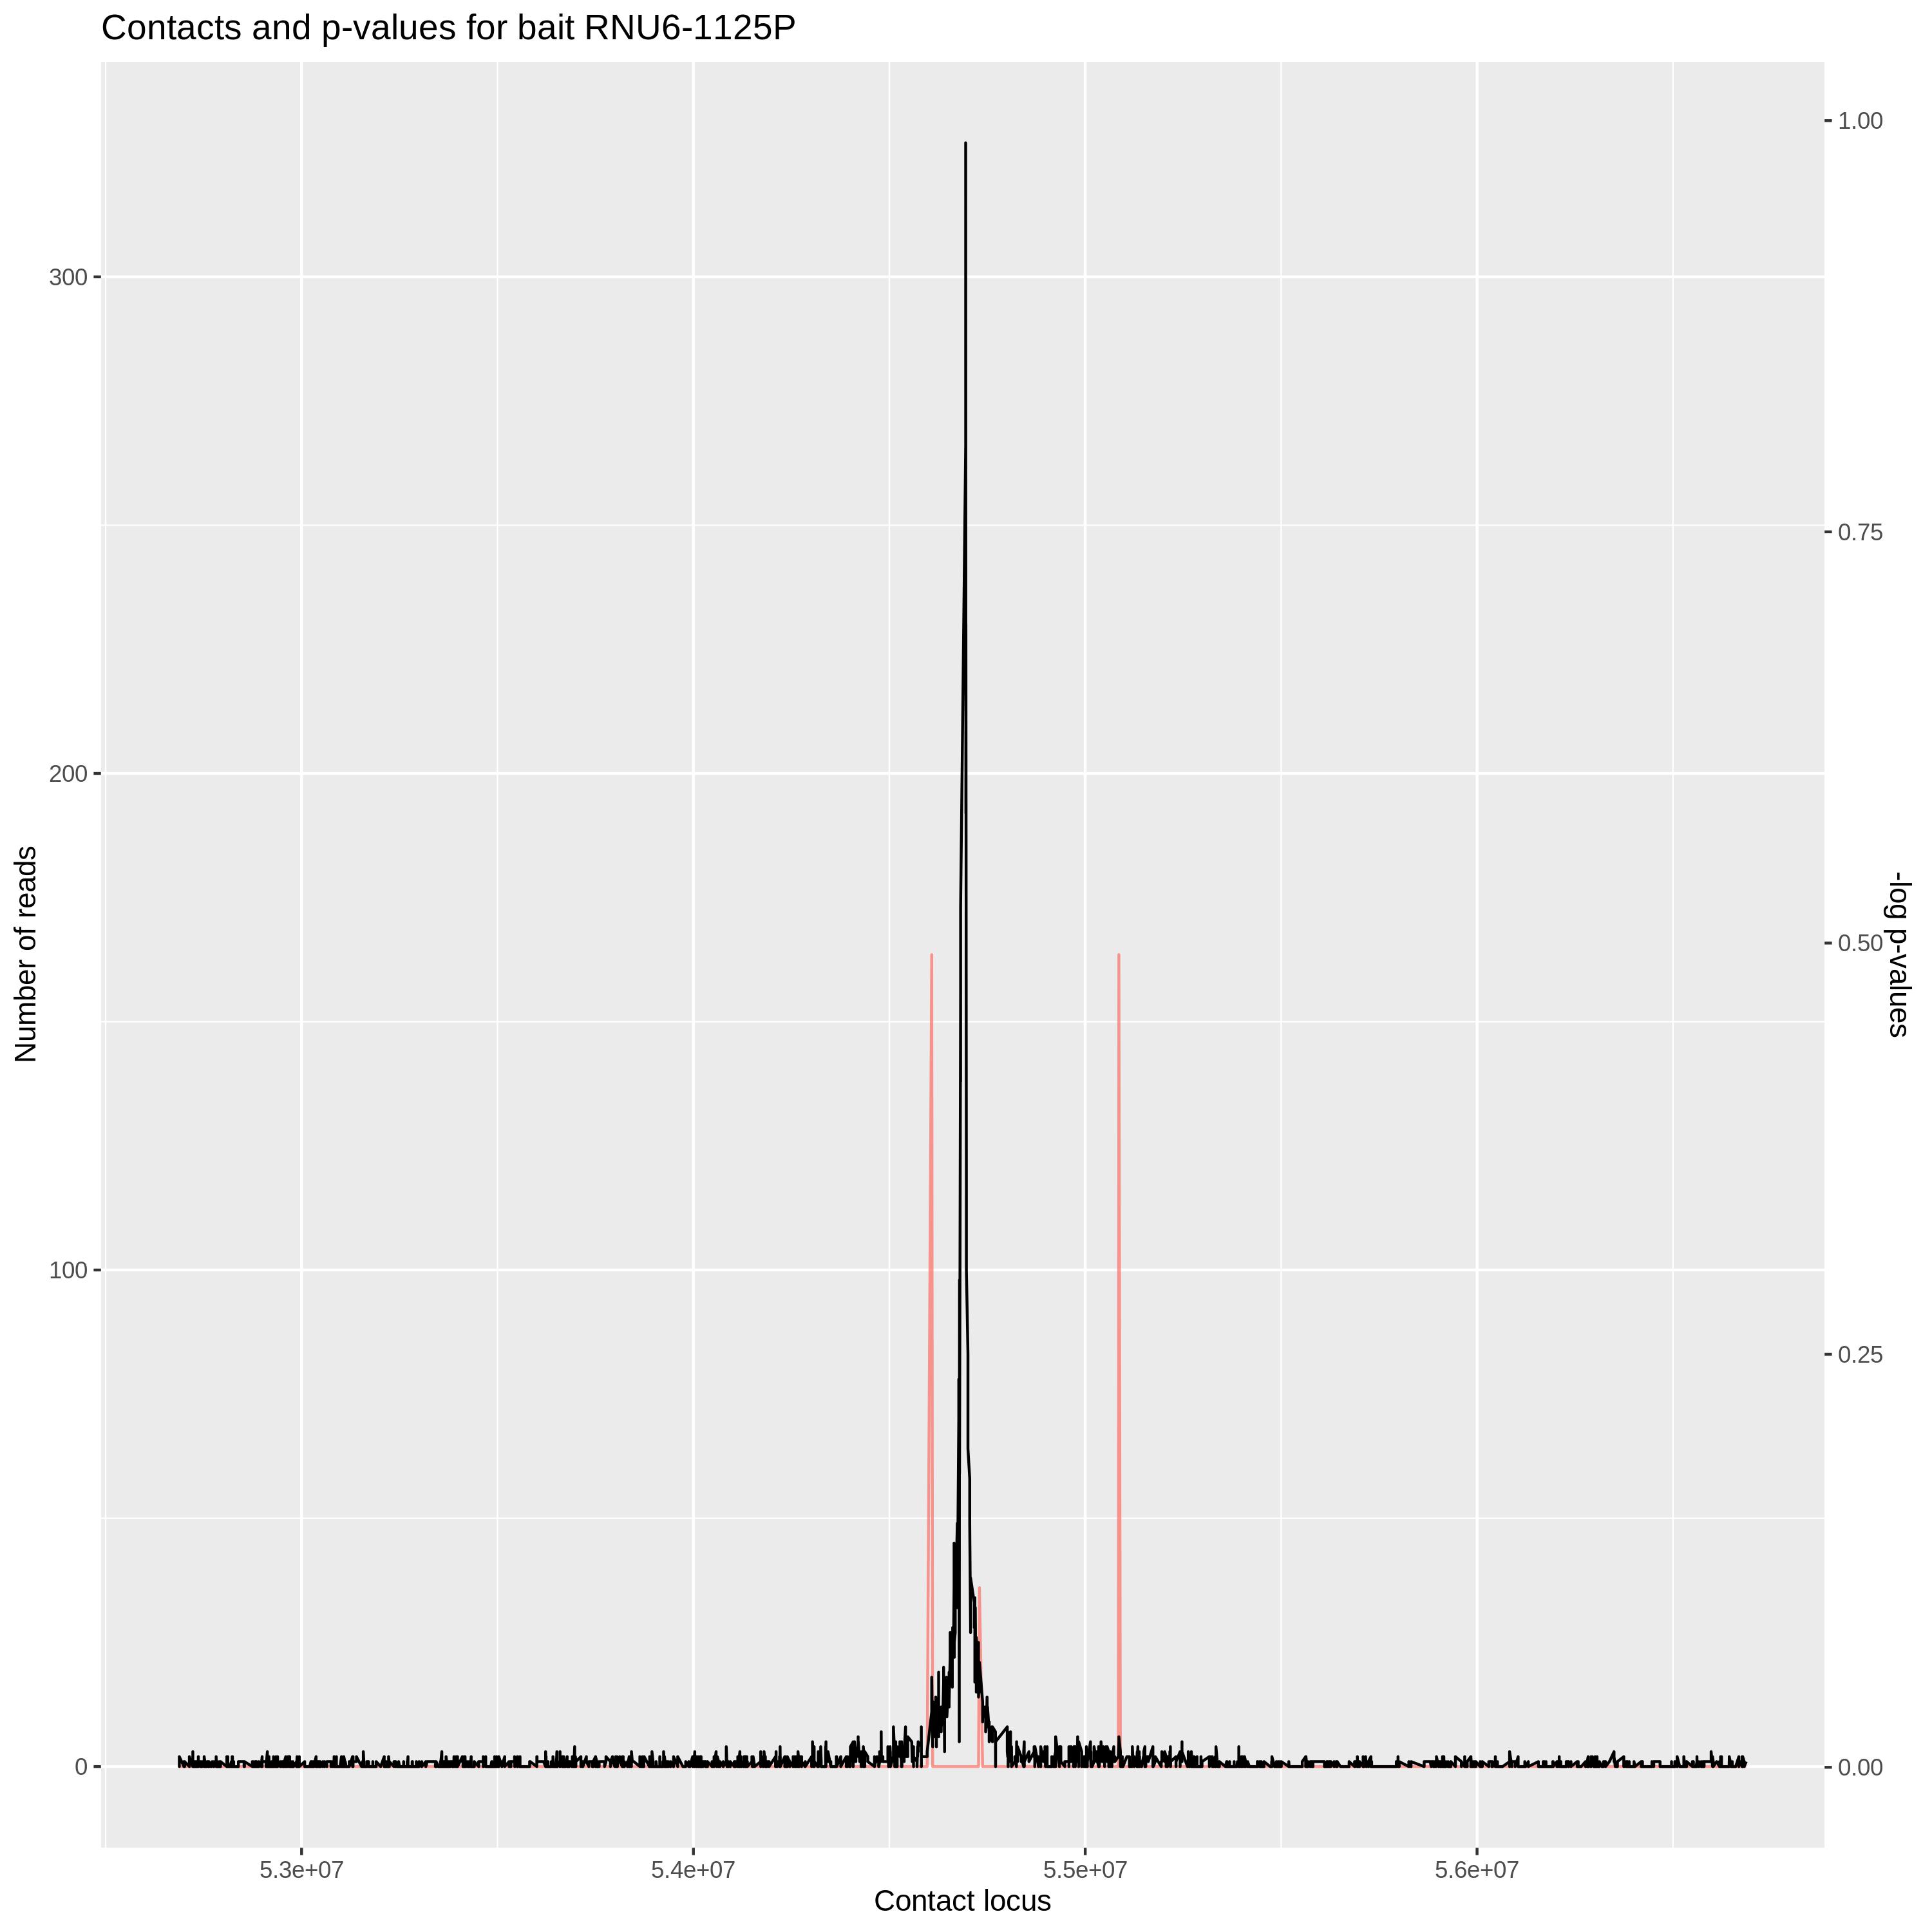 Contacts and p-values for bait RNU6-1125P
300
200
100
0
Number of reads
1.00
0.75
0.50
0.25
0.00
-log p-values
5.3e+07
5.4e+07
5.5e+07
5.6e+07
Contact locus